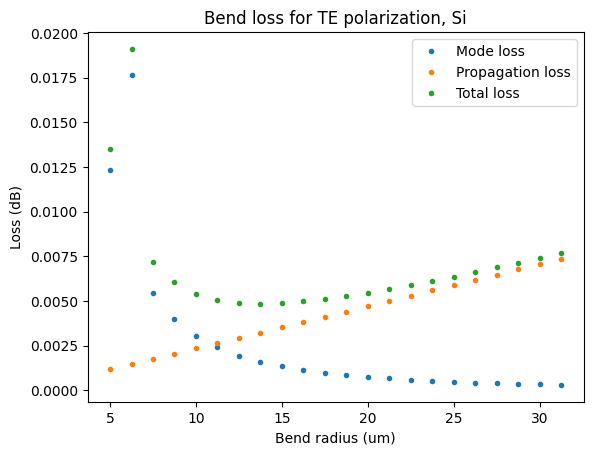 Bend loss for TE polarization, Si
Mode loss
Propagation loss
Total loss
Loss (dB)
0.0200
0.0175
0.0150
0.0125
0.0100
0.0075
0.0050
0.0025
0.0000
5 10 15 20 25 30
Bend radius (um)